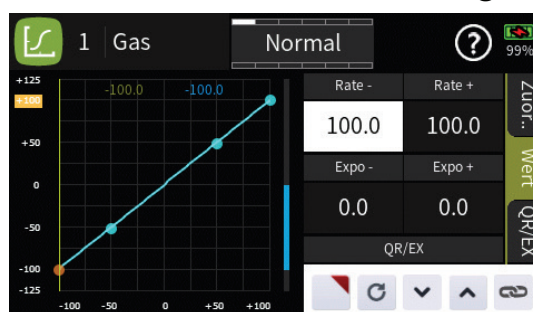 1 Gas Normal ? 99%
+125 -100.0 -100.0 Rate - Rate + Zuor..
+100
100.0 100.0
+50
Expo - Expo + Wert
0
0.0 0.0
-50
QR/EX QR/EX
-100
-125
-100 -50 0 +50 +100